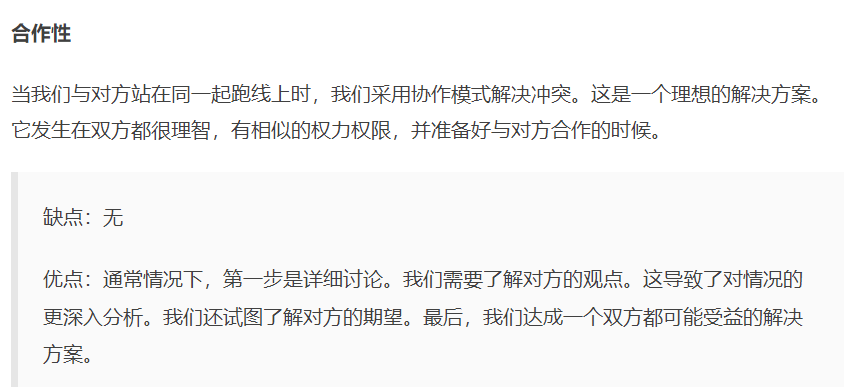 合作性
当我们与对方站在同一起跑线上时，我们采用协作模式解决冲突。这是一个理想的解决方案。
它发生在双方都很理智，有相似的权力权限，并准备好与对方合作的时候。
缺点：无
优点：通常情况下，第一步是详细讨论。我们需要了解对方的观点。这导致了对情况的
更深入分析。我们还试图了解对方的期望。最后，我们达成一个双方都可能受益的解决
方案。